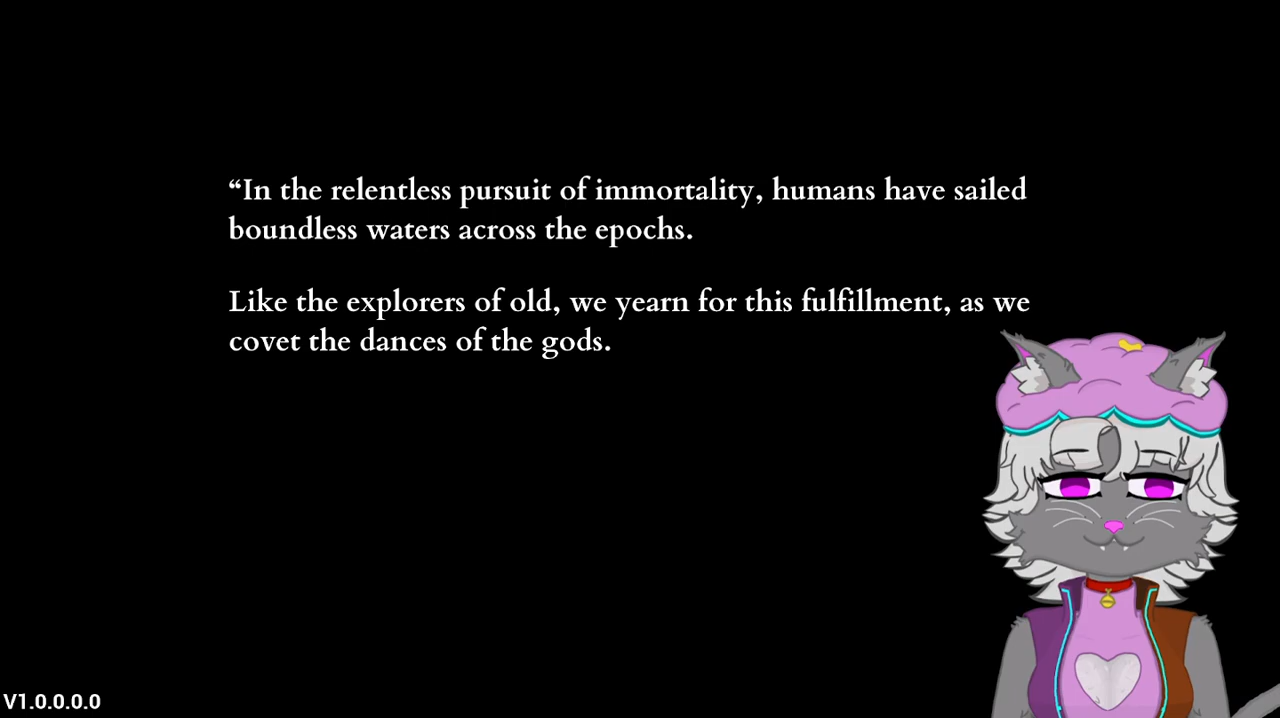 “In the relentless pursuit of immortality, humans have sailed
boundless waters across the epochs.
Like the explorers of old, we yearn for this fulfillment, as we
covet the dances of the gods.
V1.0.0.0.0